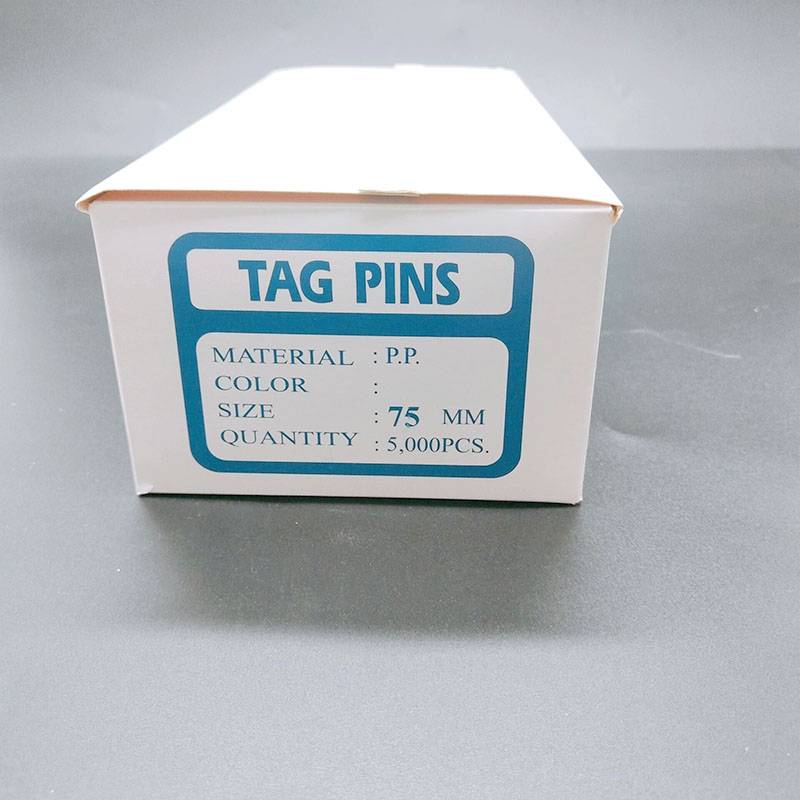 TAG PINS
MATERIAL : P.P.
COLOR :
SIZE : 75 MM
QUANTITY : 5,000PCS.